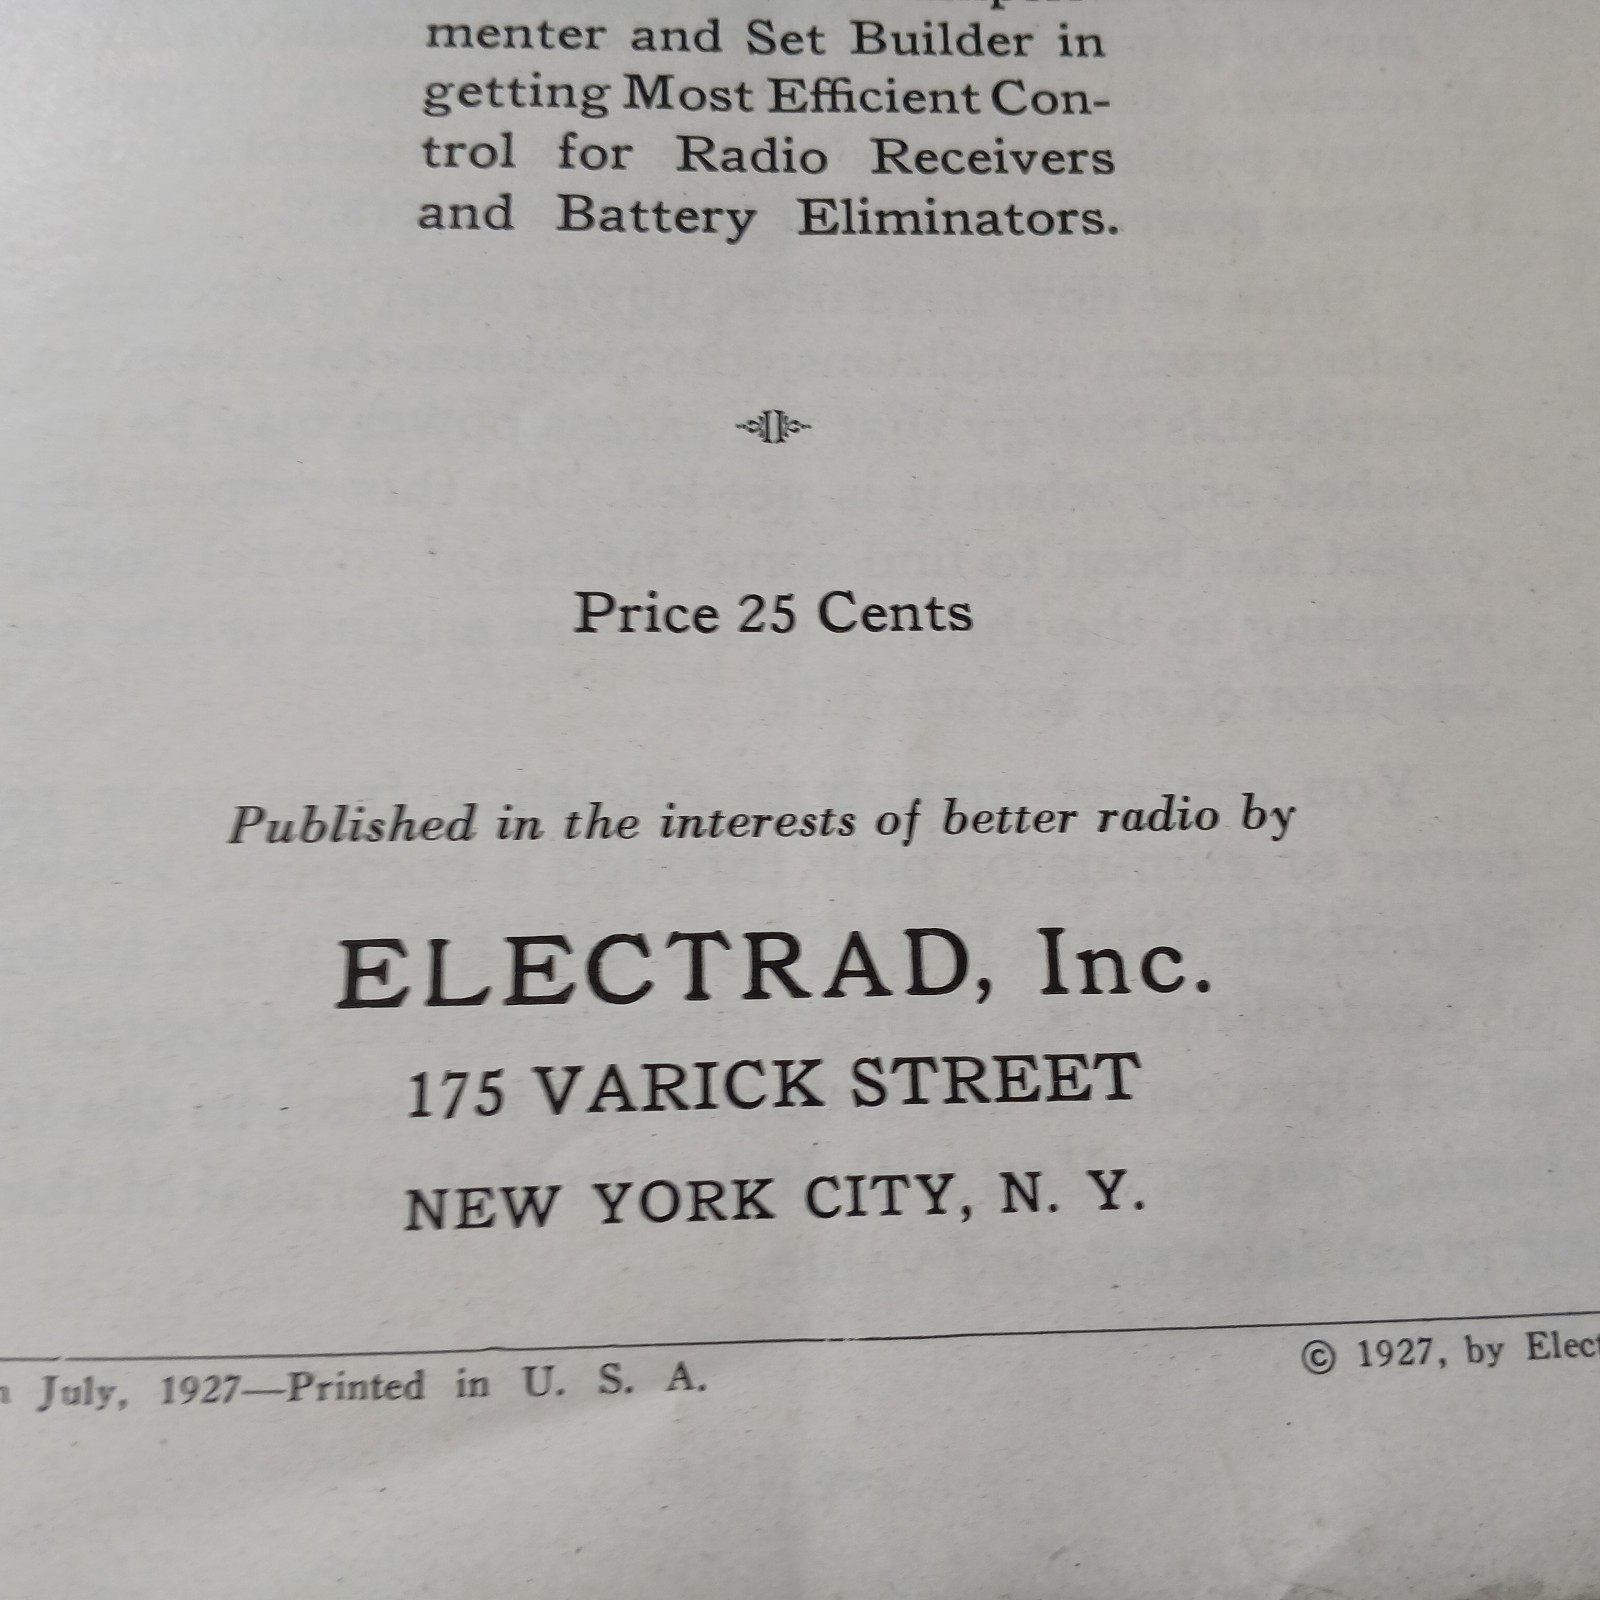 menter and Set Builder in
getting Most Efficient Con-
trol for Radio Receivers
and Battery Eliminators.
Price 25 Cents
Published in the interests of better radio by
ELECTRAD, Inc.
175 VARICK STREET
NEW YORK CITY, N. Y.
July, 1927—Printed in U. S. A.
© 1927, by Elect